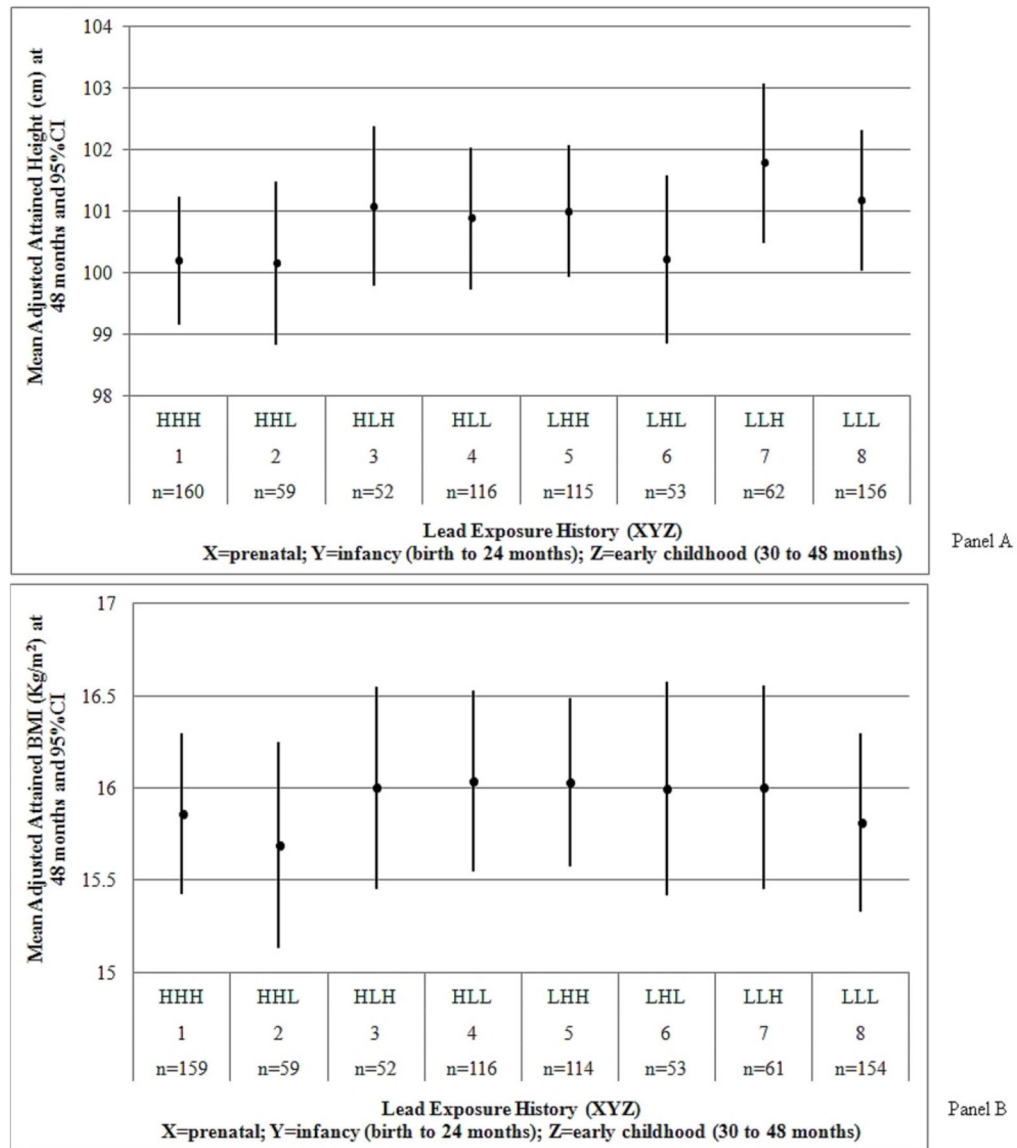 Mean Adjusted Attained Height (cm) at
48 months and 95%CI
104
103
102
101
100
99
98
HHH HHL HLH HLL LHH LHL LLH LLL
1 2 3 4 5 6 7 8
n=160 n=59 n=52 n=116 n=115 n=53 n=62 n=156
Lead Exposure History (XYZ)
X=prenatal; Y=infancy (birth to 24 months); Z=early childhood (30 to 48 months)
Panel A
Mean Adjusted Attained BMI (Kg/m²) at
48 months and 95%CI
17
16.5
16
15.5
15
HHH HHL HLH HLL LHH LHL LLH LLL
1 2 3 4 5 6 7 8
n=159 n=59 n=52 n=116 n=114 n=53 n=61 n=154
Lead Exposure History (XYZ)
X=prenatal; Y=infancy (birth to 24 months); Z=early childhood (30 to 48 months)
Panel B